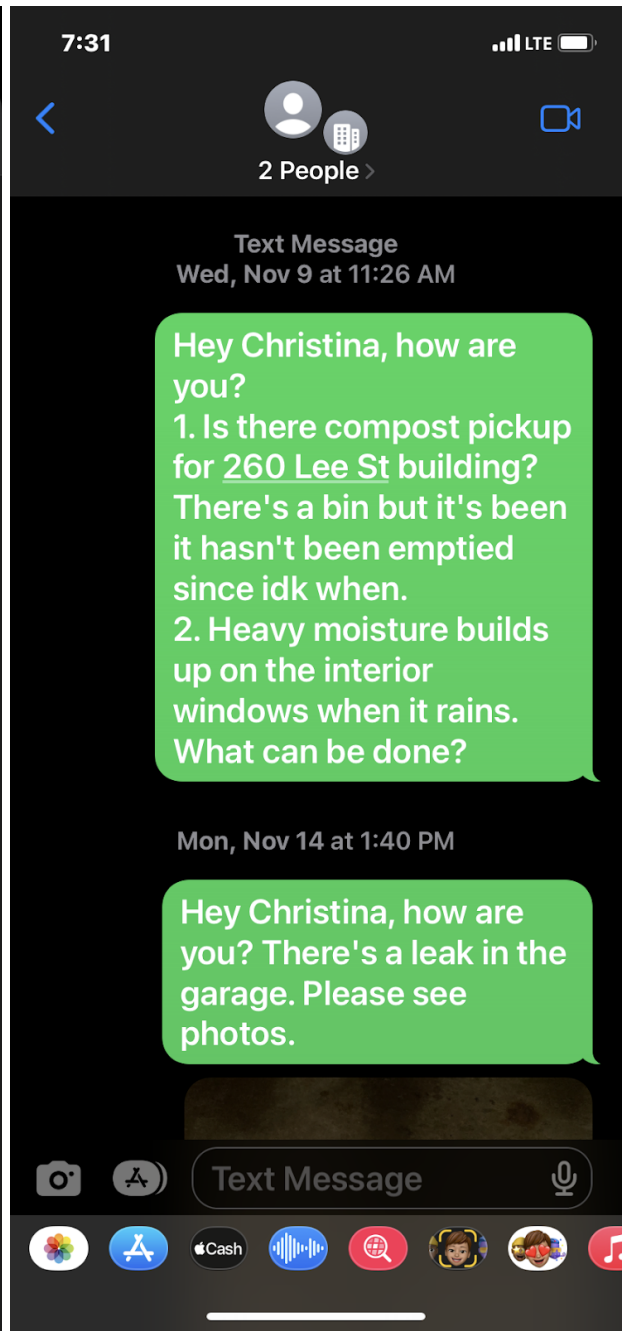 7:31
LTE
2 People
Text Message
Wed, Nov 9 at 11:26 AM
Hey Christina, how are
you?
1. Is there compost pickup
for 260 Lee St building?
There's a bin but it's been
it hasn't been emptied
since idk when.
2. Heavy moisture builds
up on the interior
windows when it rains.
What can be done?
Mon, Nov 14 at 1:40 PM
Hey Christina, how are
you? There's a leak in the
garage. Please see
photos.
Text Message
Cash